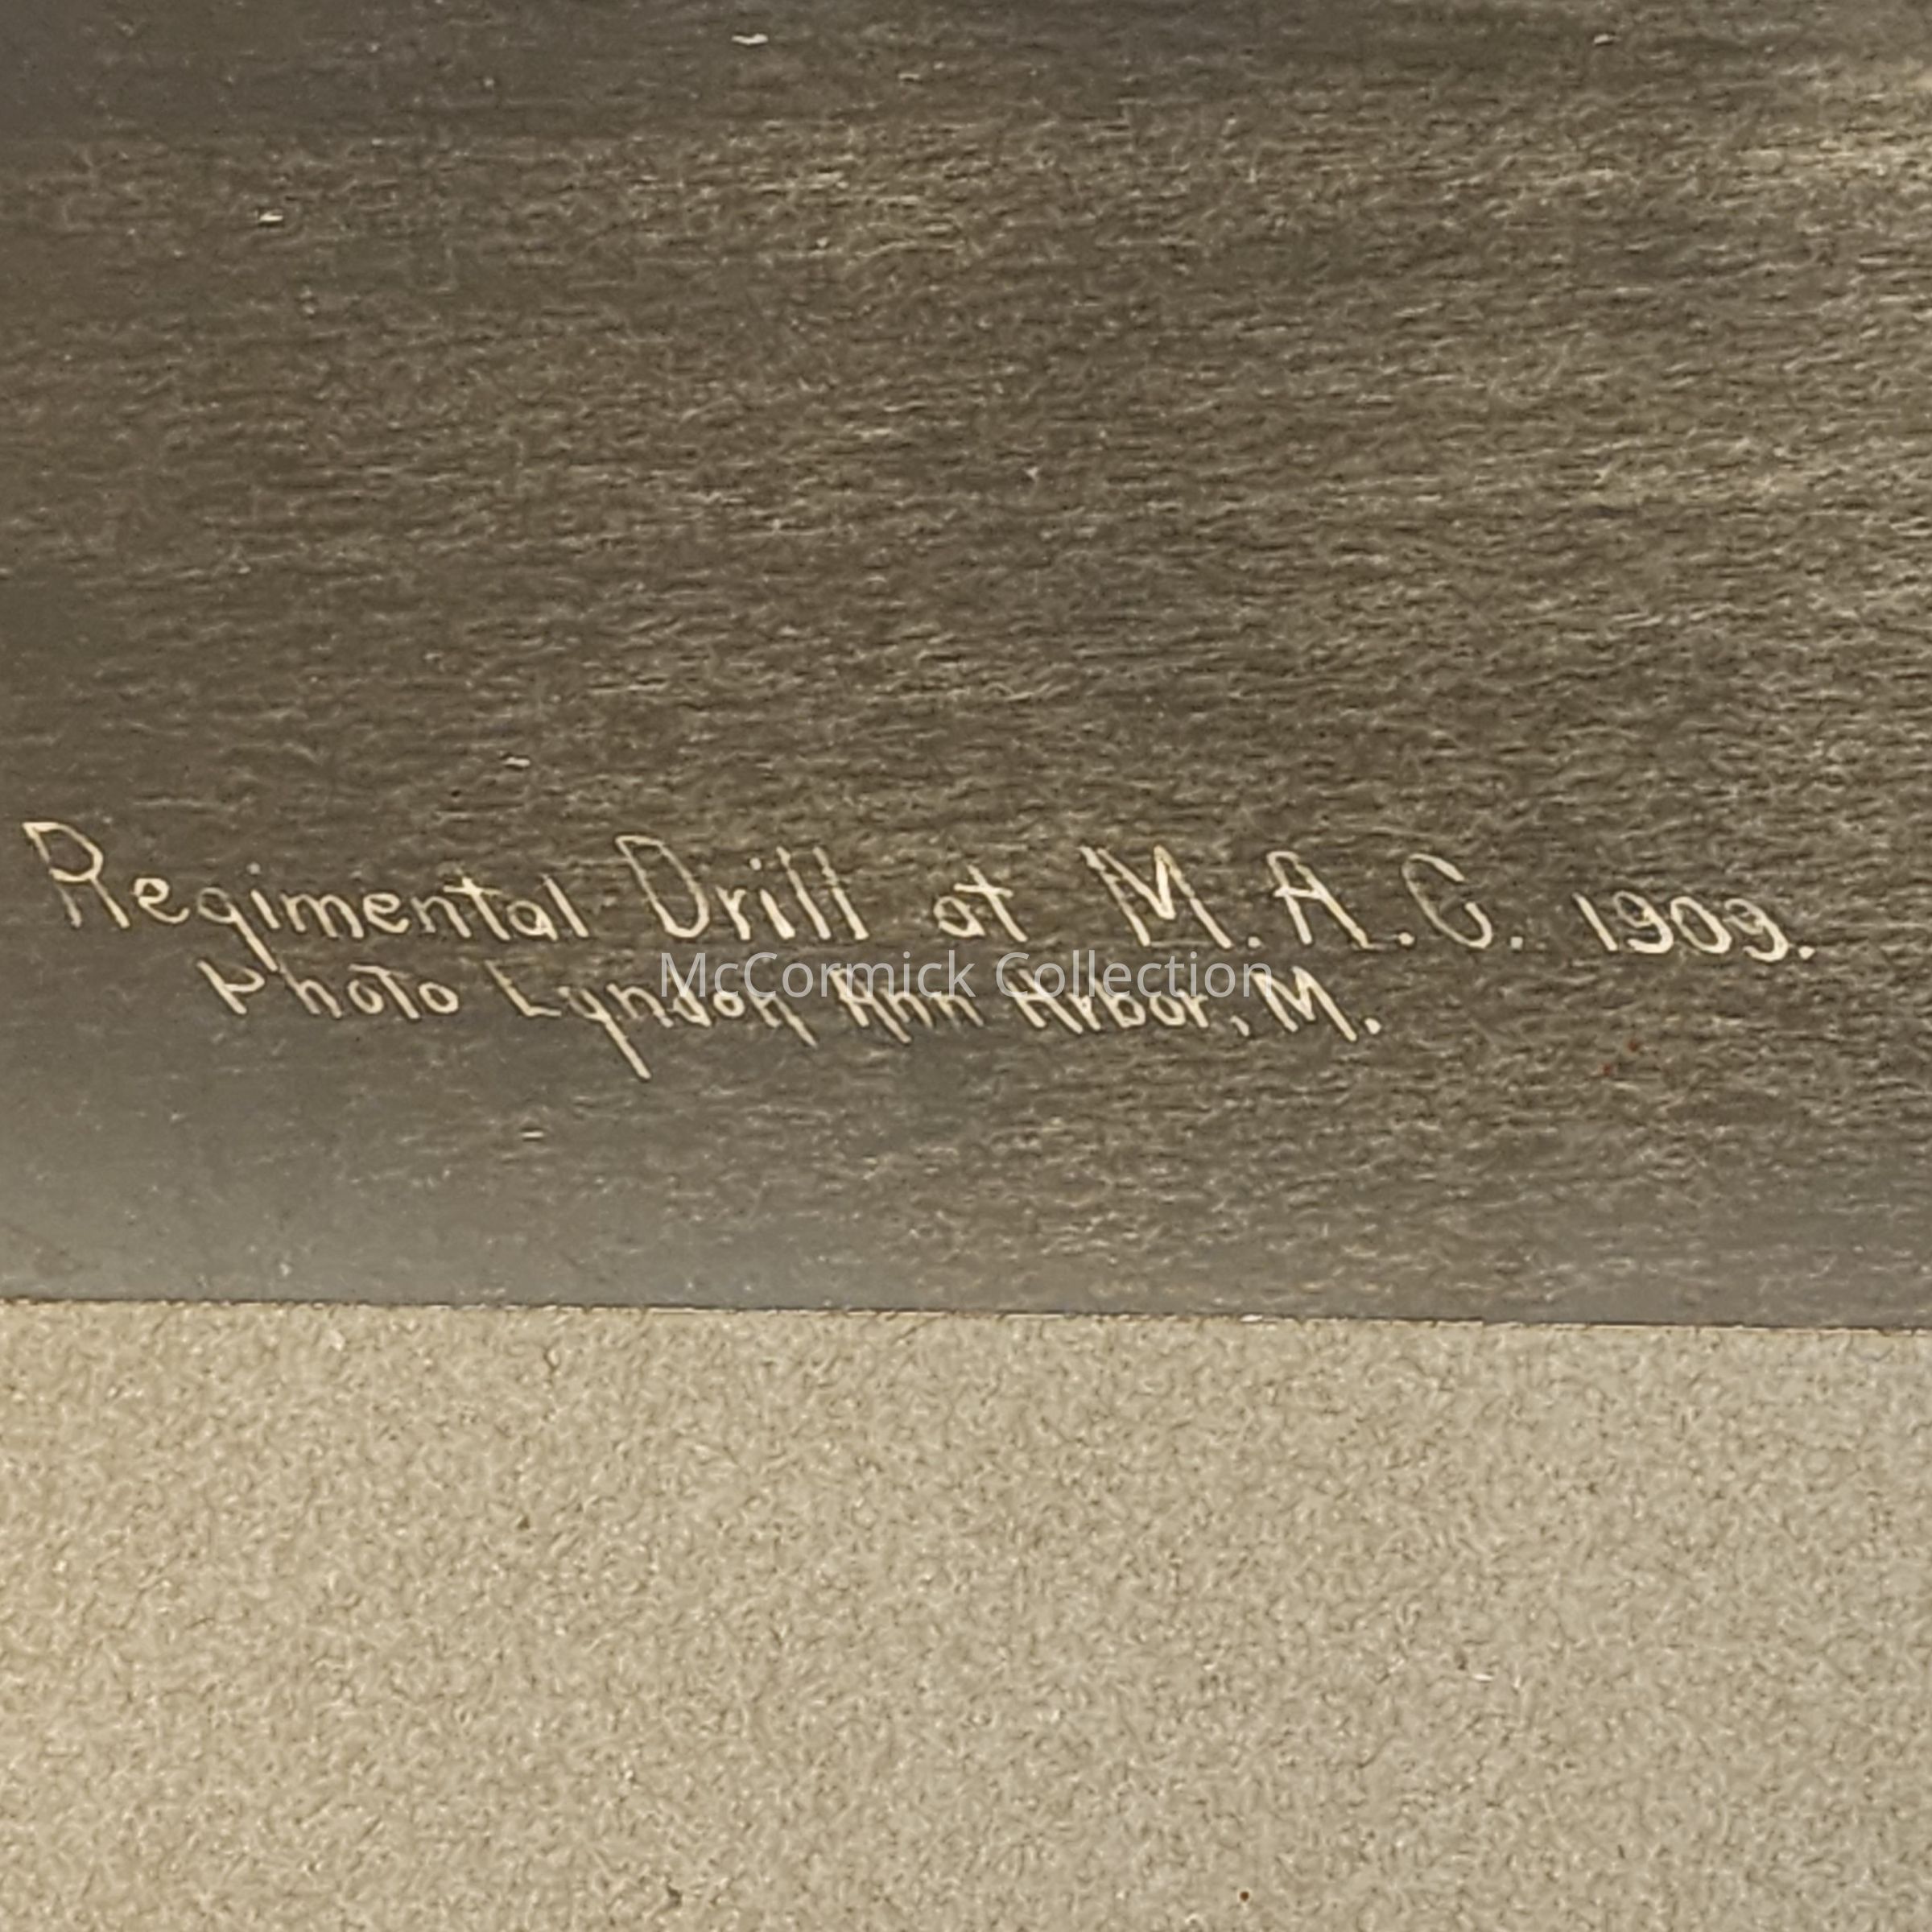 Regimental Drill at M.A.C. 1909.
McCormick Collection
Photo Lyndon Ann Arbor, M.